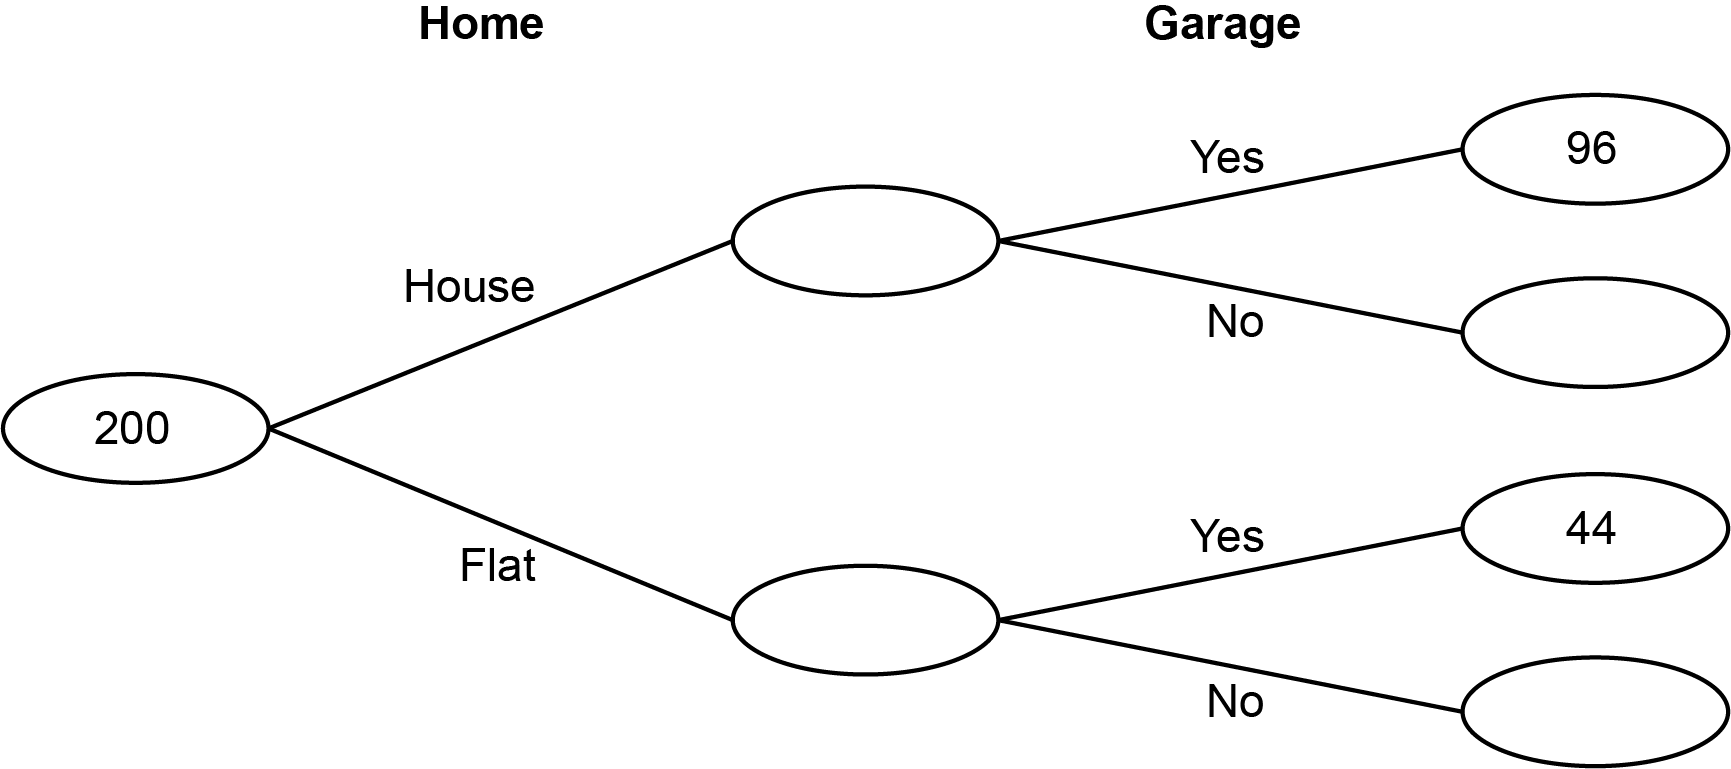 Home Garage
Yes 96
House
No
200
Yes 44
Flat
No